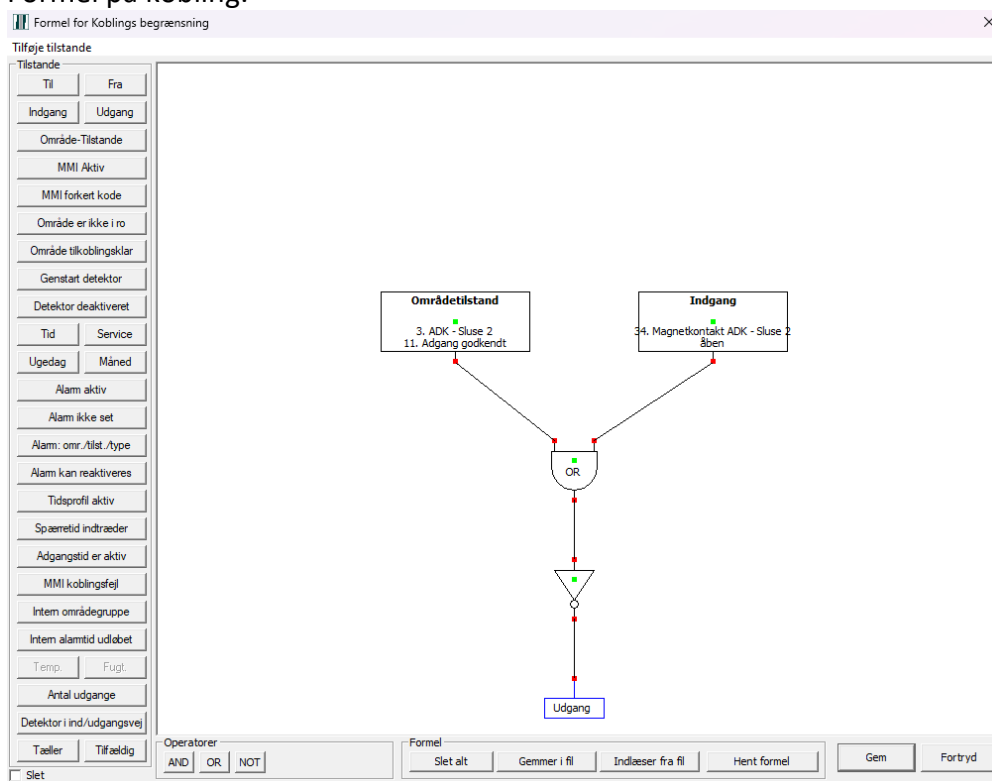 Formel på kobling:
Formel for Koblings begrænsning
Tilføje tilstande
Tilstande
Til Fra
Indgang Udgang
Område-Tilstande
MMI Aktiv
MMI forkert kode
Område er ikke i ro
Område tilkoblingsklar
Genstart detektor
Detektor deaktiveret
Tid Service
Ugedag Måned
Alarm aktiv
Alarm ikke set
Alarm: omr./tilst./type
Alarm kan reaktiveres
Tidsprofil aktiv
Spærretid indtræder
Adgangstid er aktiv
MMI koblingsfejl
Intern områdegruppe
Intern alarmtid udløbet
Temp. Fugt.
Antal udgange
Detektor i ind/udgangsvej
Tæller Tilfældig
Slet
Områdetilstand
3. ADK - Sluse 2
11. Adgang godkendt
Indgang
34. Magnetkontakt ADK - Sluse 2
åben
OR
Udgang
Operatorer
AND OR NOT
Formel
Slet alt Gemmer i fil Indlæser fra fil Hent formel
Gem Fortryd